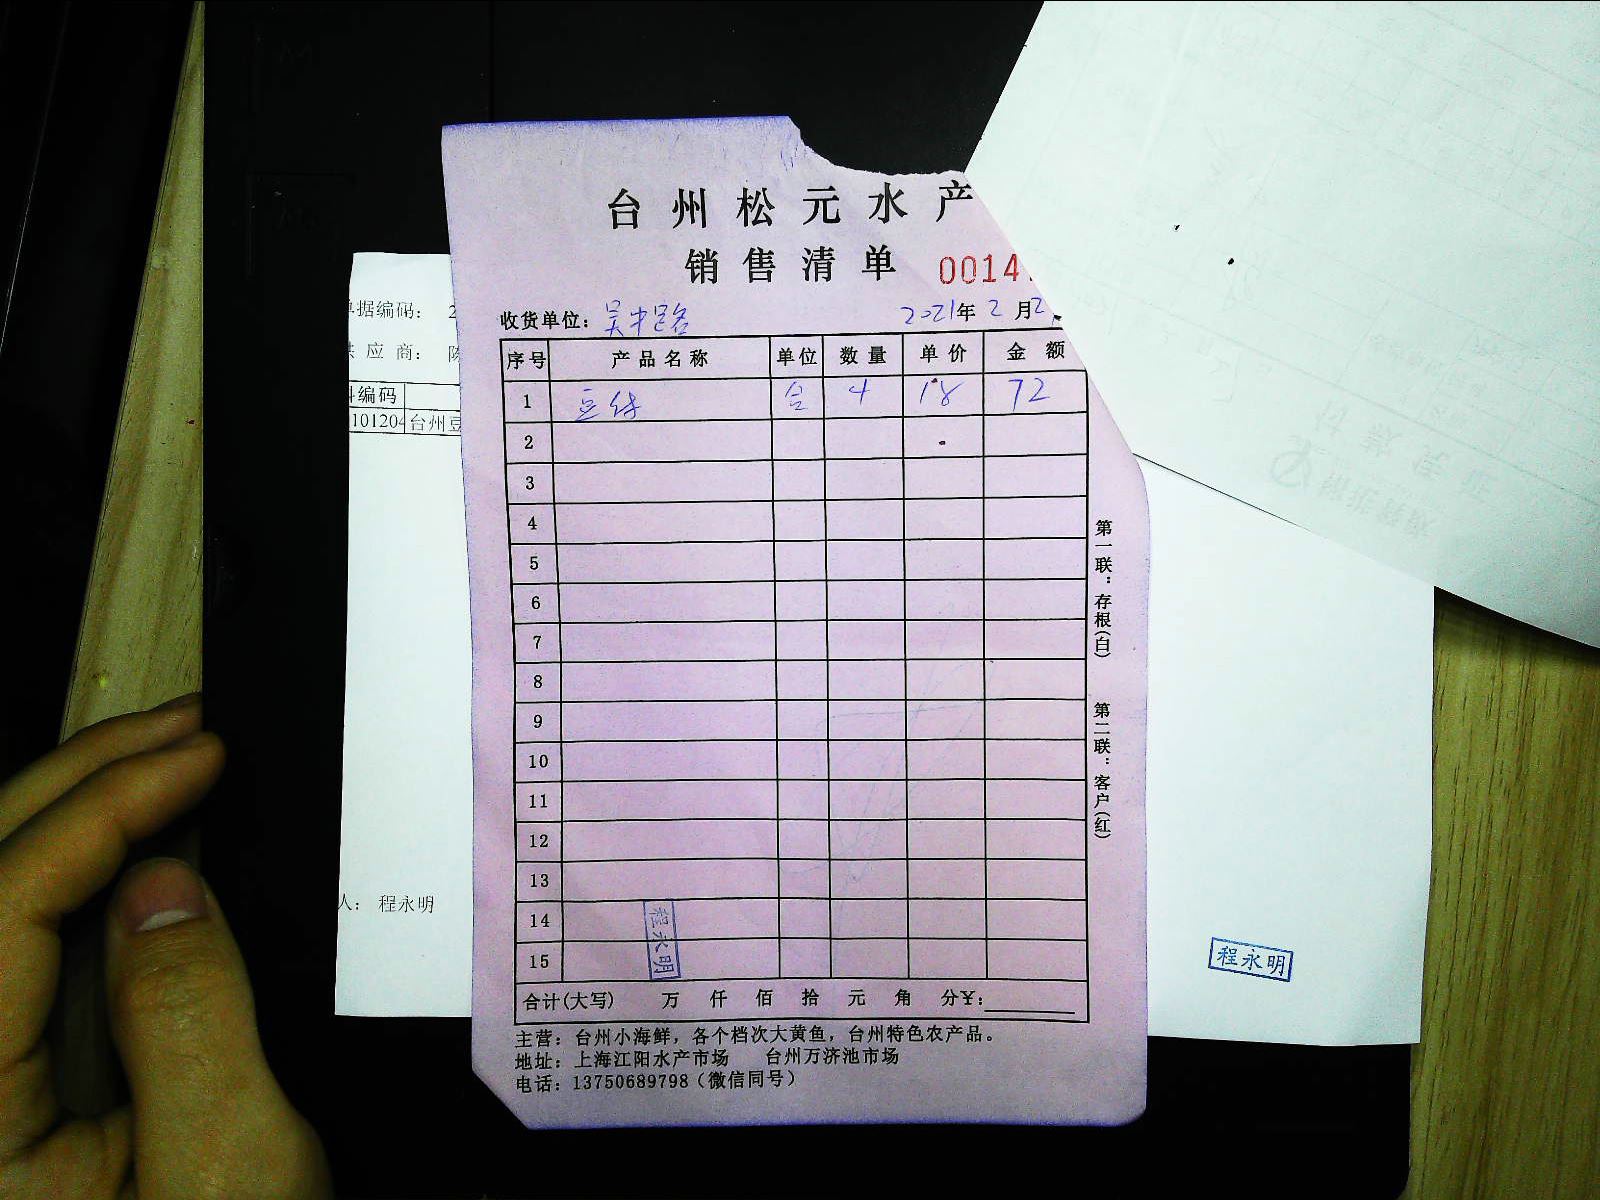 台州松元水产
销售清单 0014
收货单位：吴中路 2021年2月2
序号 产品名称 单位 数量 单价 金额
1 豆 合 4 18 72
2
3
4
5
6
7
8
9
10
11
12
13
14
15
合计(大写) 万 仟 佰 拾 元 角 分¥：
主营：台州小海鲜，各个档次大黄鱼，台州特色农产品。
地址：上海江阳水产市场 台州万济池市场
电话：13750689798（微信同号）
第一联：存根(白) 第二联：客户(红)
程永明
单据编码： 2
供应商： 陈
编码
101204 台州豆
人： 程永明
程永明